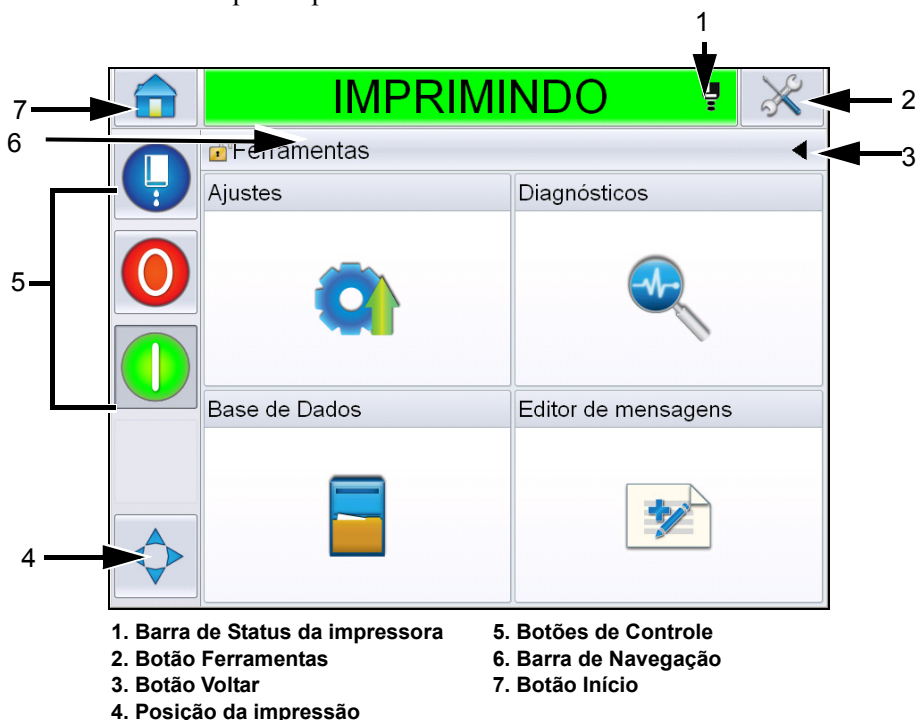 1
IMPRIMINDO
7
2
6
Ferramentas
3
Ajustes
Diagnósticos
5
Base de Dados
Editor de mensagens
4
1. Barra de Status da impressora
2. Botão Ferramentas
3. Botão Voltar
4. Posição da impressão
5. Botões de Controle
6. Barra de Navegação
7. Botão Início